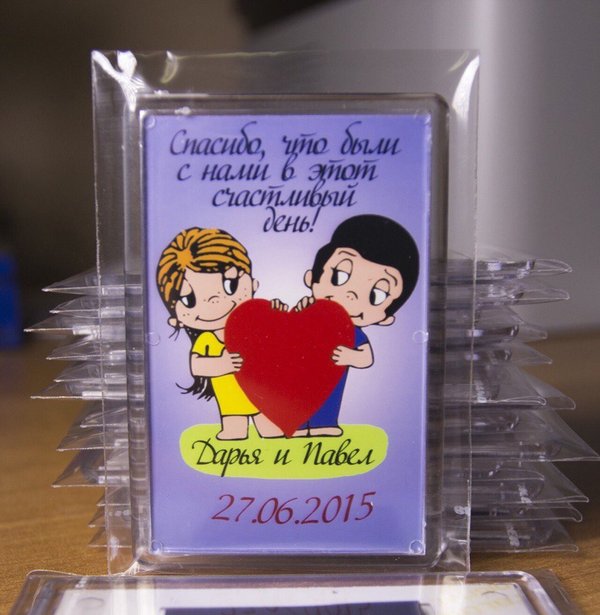 Спасибо, что были
с нами в этот
счастливый
день!
Дарья и Павел
27.06.2015